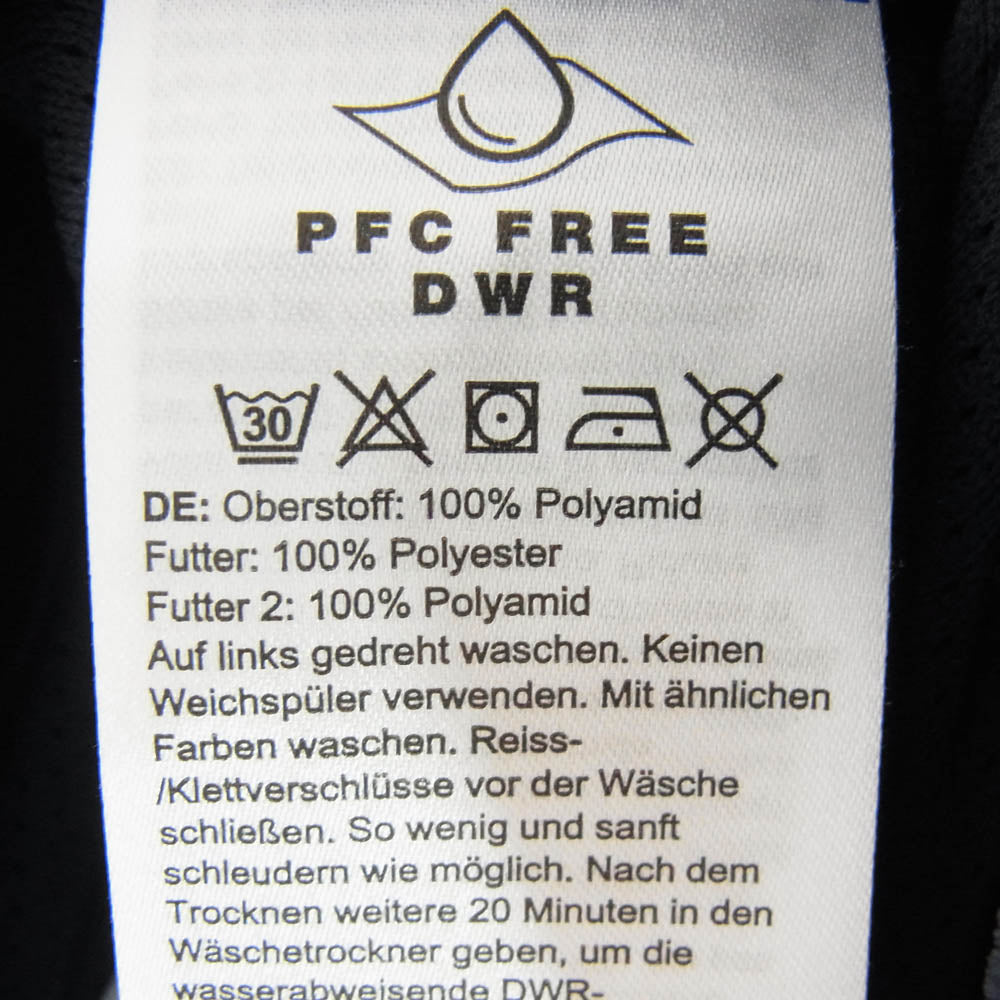 PFC FREE
DWR
30
DE: Oberstoff: 100% Polyamid
Futter: 100% Polyester
Futter 2: 100% Polyamid
Auf links gedreht waschen. Keinen
Weichspüler verwenden. Mit ähnlichen
Farben waschen. Reiss-
/Klettverschlüsse vor der Wäsche
schließen. So wenig und sanft
schleudern wie möglich. Nach dem
Trocknen weitere 20 Minuten in den
Wäschetrockner geben, um die
wasserabweisende DWR-